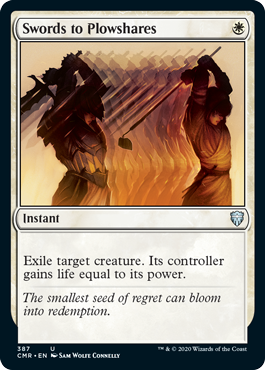 Swords to Plowshares
Instant
Exile target creature. Its controller
gains life equal to its power.
The smallest seed of regret can bloom
into redemption.
387 U
CMR • EN SAM WOLFE CONNELLY
™ & © 2020 Wizards of the Coast